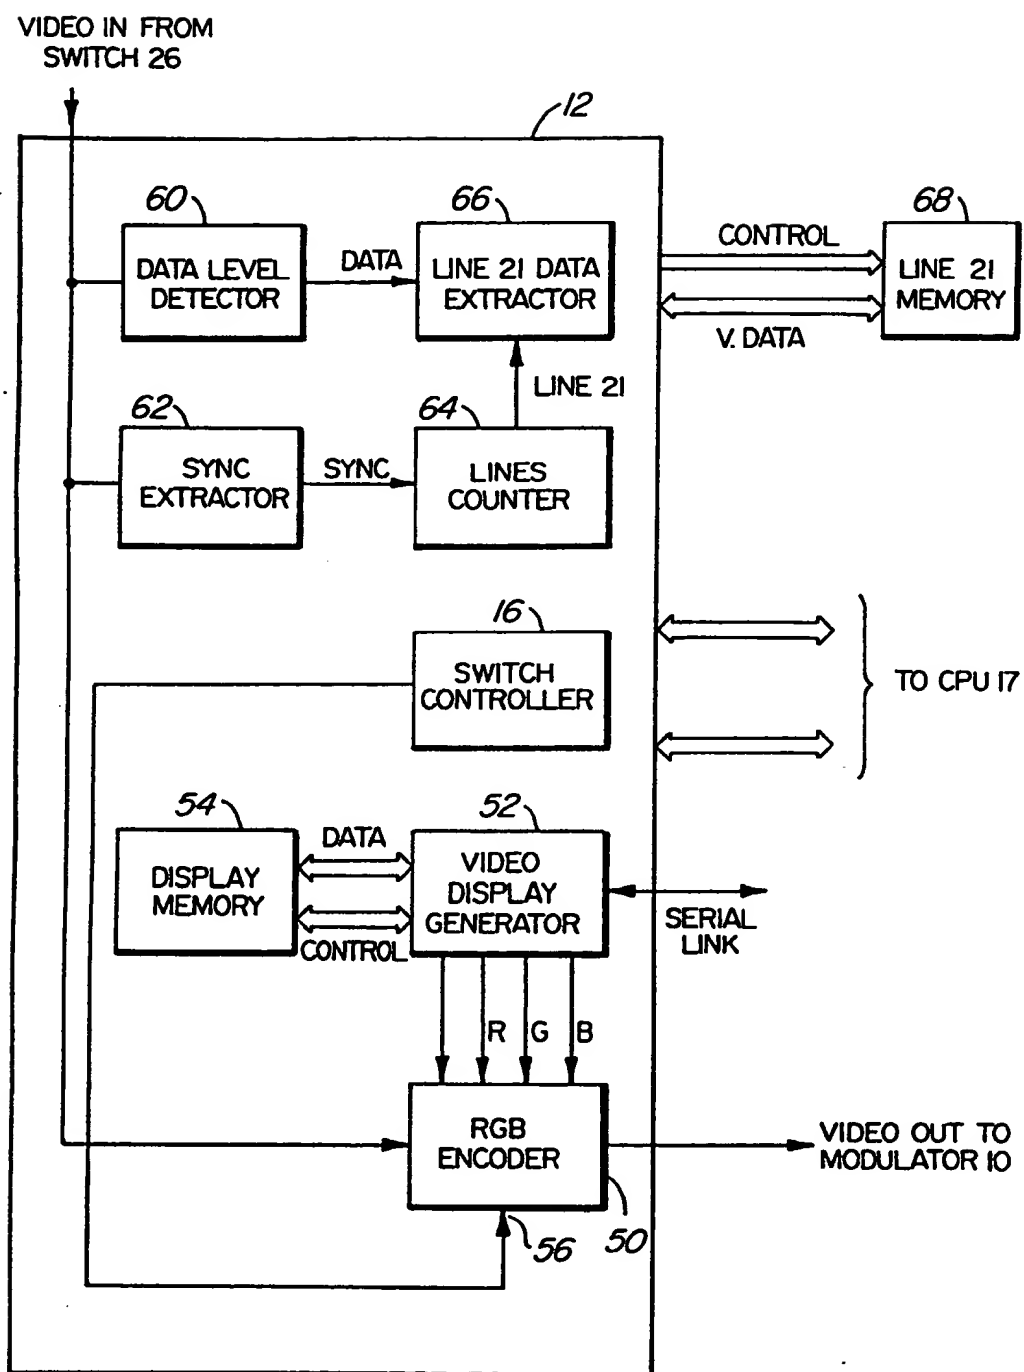 VIDEO IN FROM
SWITCH 26
12
60
66
68
DATA LEVEL
DETECTOR
DATA
LINE 21 DATA
EXTRACTOR
CONTROL
V. DATA
LINE 21
MEMORY
LINE 21
62
64
SYNC
EXTRACTOR
SYNC
LINES
COUNTER
16
SWITCH
CONTROLLER
TO CPU 17
54
52
DISPLAY
MEMORY
DATA
CONTROL
VIDEO
DISPLAY
GENERATOR
SERIAL
LINK
R G B
RGB
ENCODER
VIDEO OUT TO
MODULATOR 10
56
50